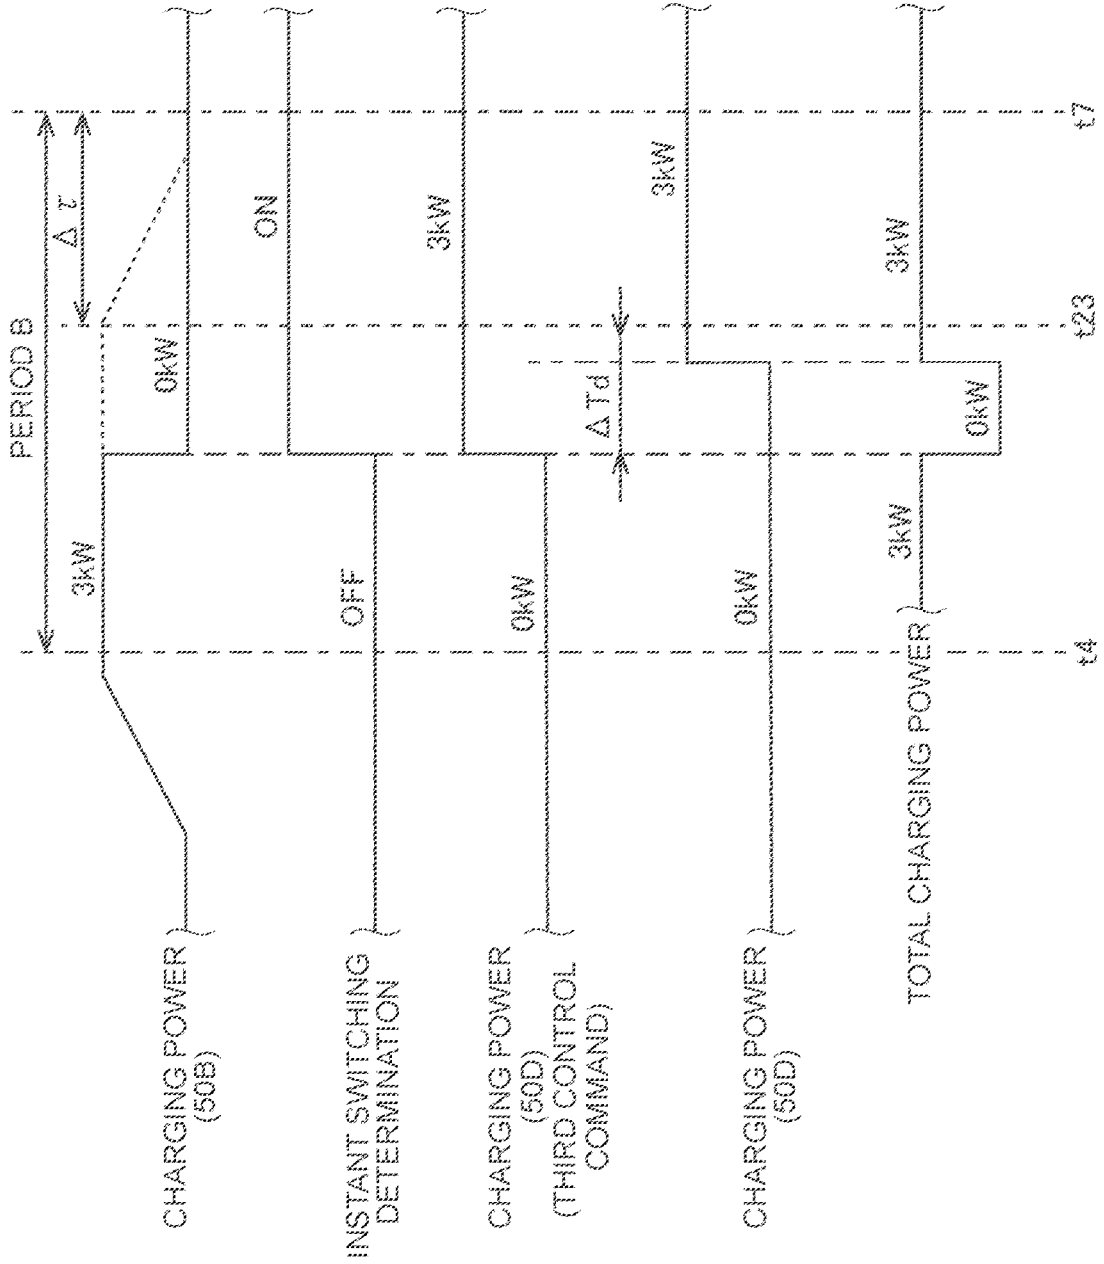 PERIOD B
Δτ
CHARGING POWER
(50B)
3kW
0kW
INSTANT SWITCHING
DETERMINATION
OFF
ON
CHARGING POWER
(50D)
(THIRD CONTROL
COMMAND)
0kW
3kW
ΔTd
CHARGING POWER
(50D)
0kW
3kW
TOTAL CHARGING POWER
3kW
0kW
3kW
t4
t23
t7